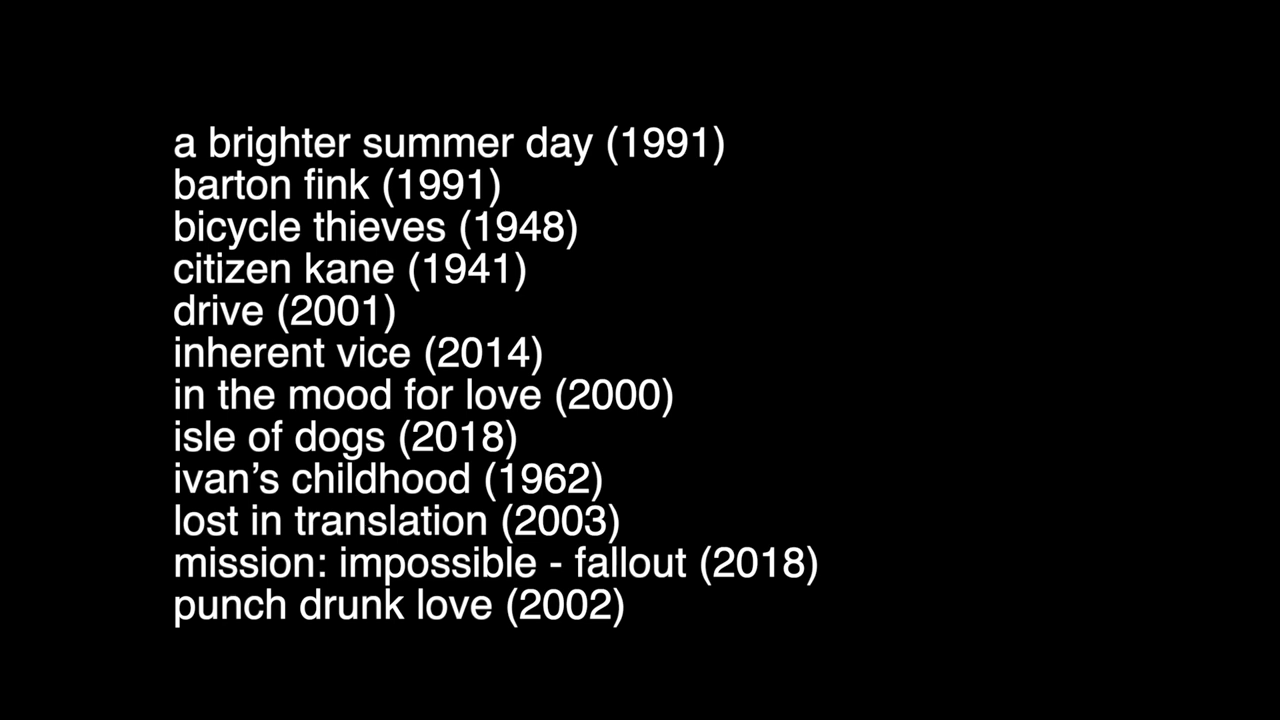 a brighter summer day (1991)
barton fink (1991)
bicycle thieves (1948)
citizen kane (1941)
drive (2001)
inherent vice (2014)
in the mood for love (2000)
isle of dogs (2018)
ivan’s childhood (1962)
lost in translation (2003)
mission: impossible - fallout (2018)
punch drunk love (2002)